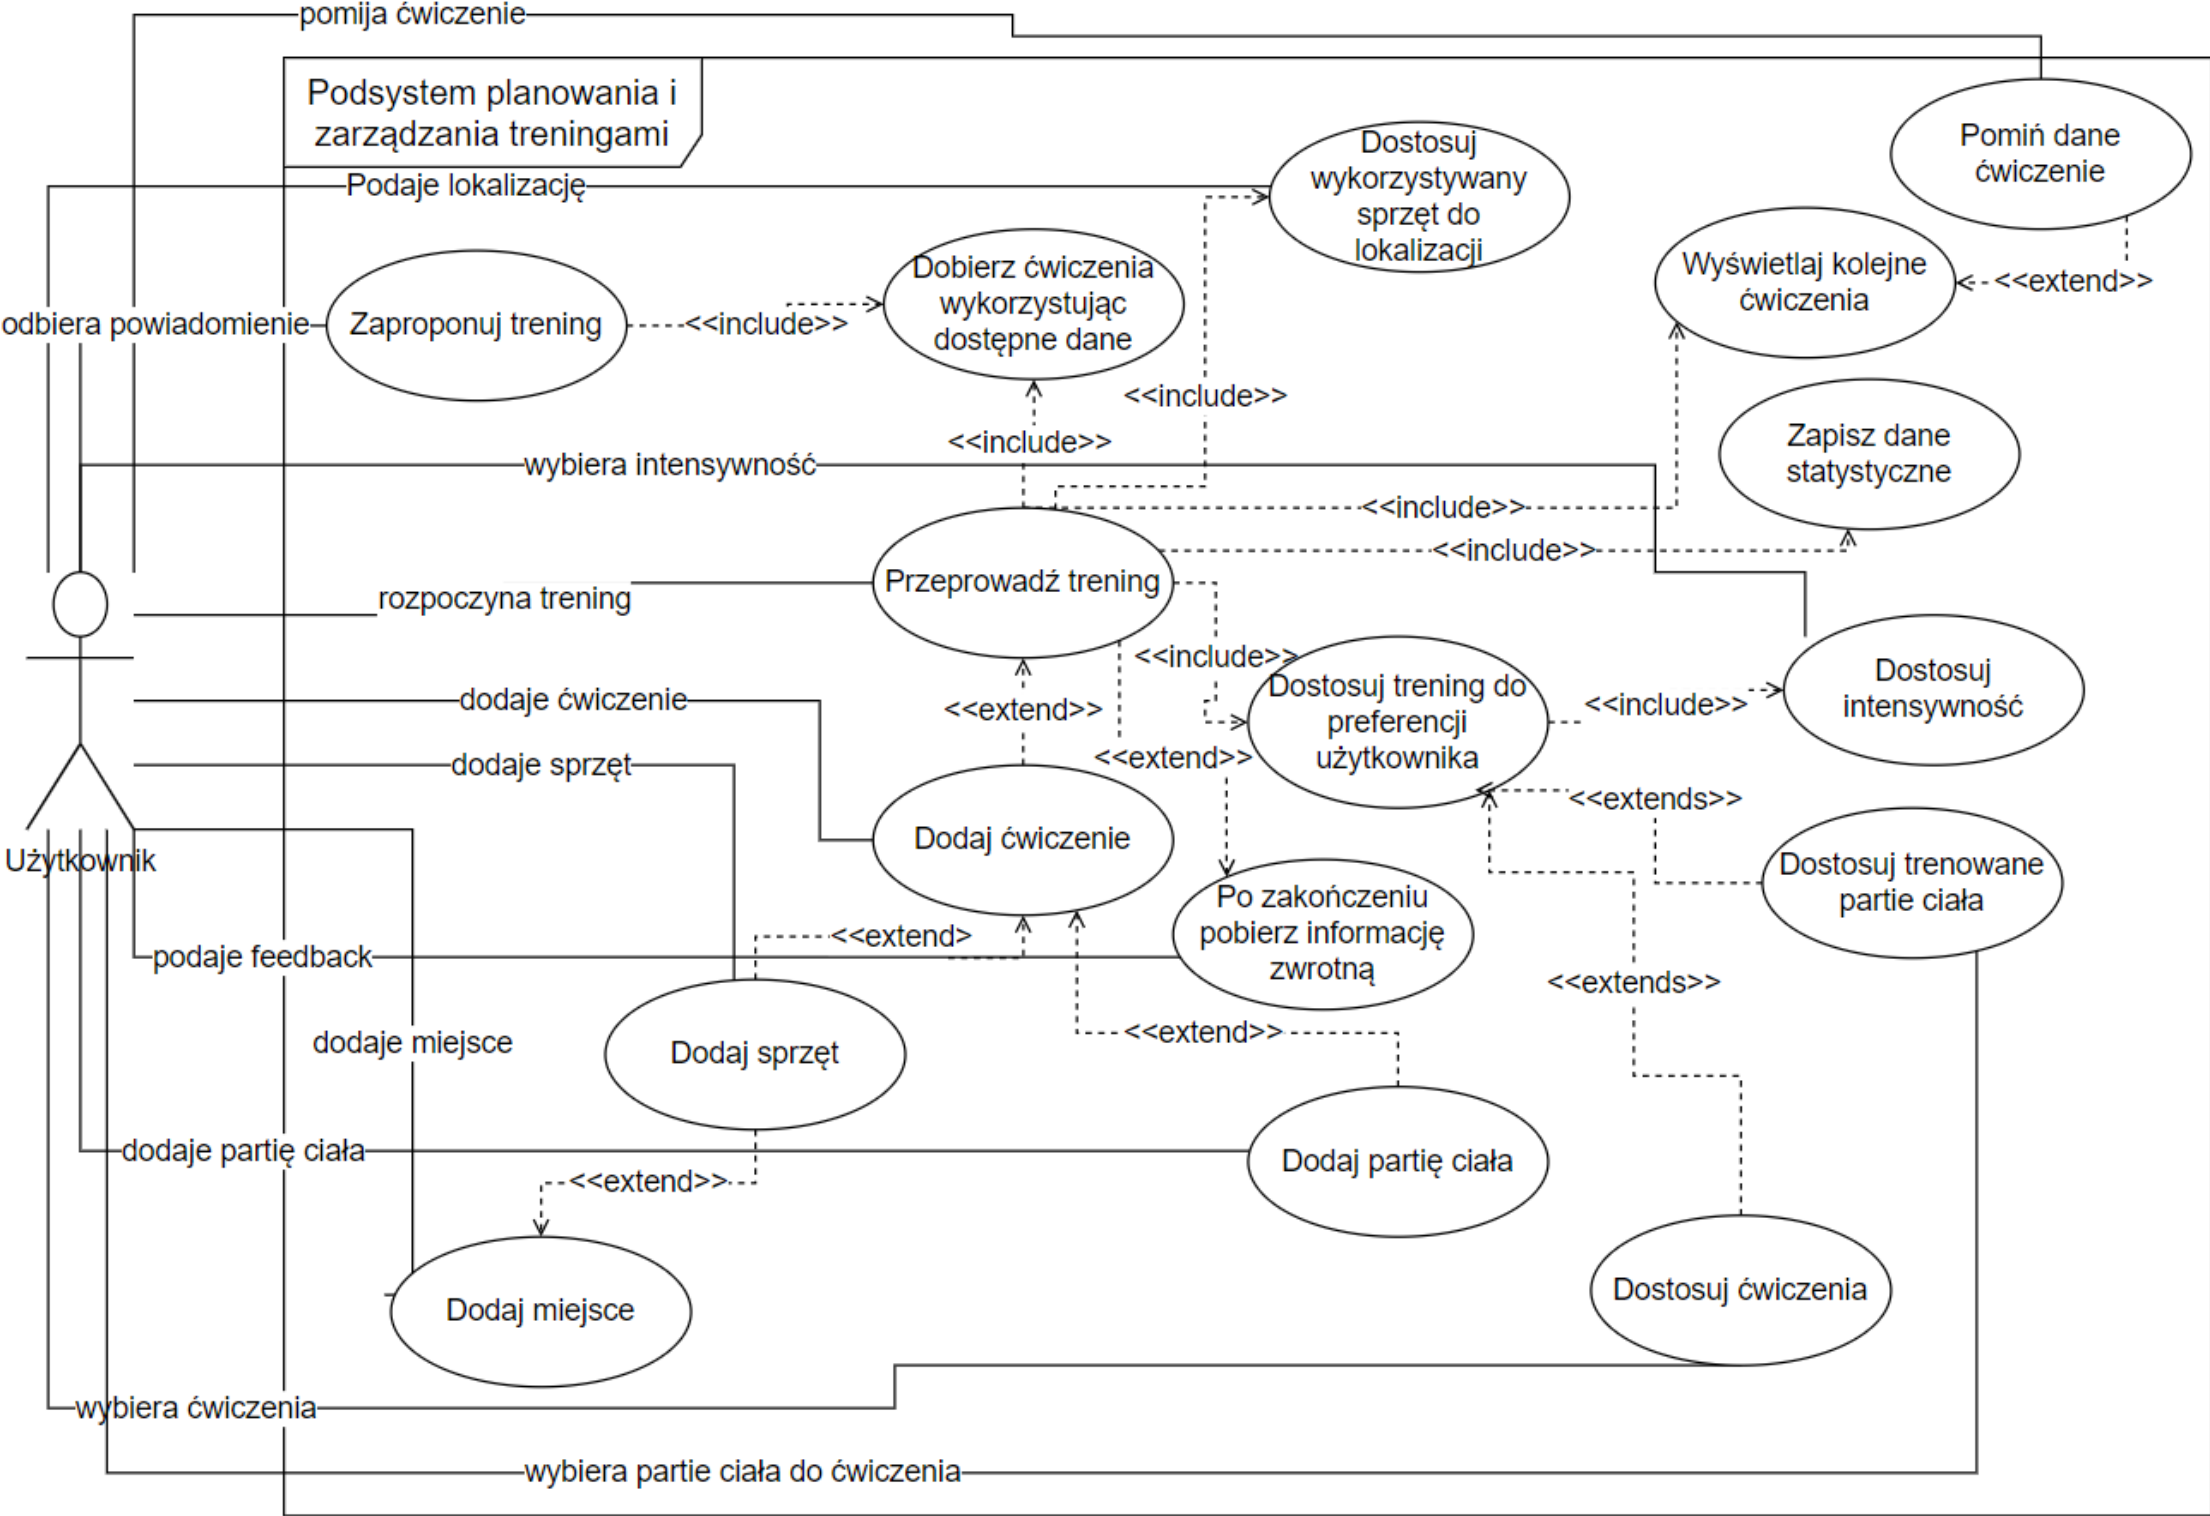 pomija ćwiczenie
Podsystem planowania i
zarządzania treningami
Pomiń dane
ćwiczenie
Dostosuj
wykorzystywany
sprzęt do
lokalizacji
Podaje lokalizację
Wyświetlaj kolejne
ćwiczenia
<<extend>>
Dobierz ćwiczenia
wykorzystując
dostępne dane
odbiera powiadomienie
Zaproponuj trening
<<include>>
<<include>>
<<include>>
wybiera intensywność
Zapisz dane
statystyczne
<<include>>
<<include>>
rozpoczyna trening
Przeprowadź trening
<<include>>
Dostosuj trening do
preferencji
użytkownika
<<include>>
Dostosuj
intensywność
dodaje ćwiczenie
<<extend>>
<<extend>>
dodaje sprzęt
<<extends>>
Dodaj ćwiczenie
Użytkownik
Dostosuj trenowane
partie ciała
Po zakończeniu
pobierz informację
zwrotną
<<extend>
podaje feedback
<<extends>>
dodaje miejsce
Dodaj sprzęt
<<extend>>
dodaje partię ciała
Dodaj partię ciała
<<extend>>
Dodaj miejsce
Dostosuj ćwiczenia
wybiera ćwiczenia
wybiera partie ciała do ćwiczenia